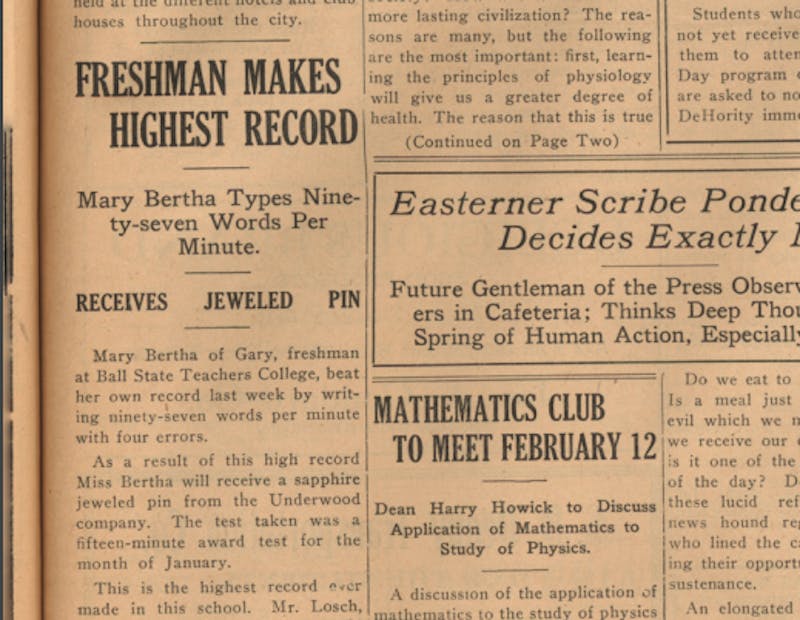 houses throughout the city.
FRESHMAN MAKES
HIGHEST RECORD
Mary Bertha Types Nine-
ty-seven Words Per
Minute.
RECEIVES JEWELED PIN
Mary Bertha of Gary, freshman
at Ball State Teachers College, beat
her own record last week by writ-
ing ninety-seven words per minute
with four errors.
As a result of this high record
Miss Bertha will receive a sapphire
jeweled pin from the Underwood
company. The test taken was a
fifteen-minute award test for the
month of January.
This is the highest record ever
made in this school. Mr. Losch,
more lasting civilization? The rea-
sons are many, but the following
are the most important: first, learn-
ing the principles of physiology
will give us a greater degree of
health. The reason that this is true
(Continued on Page Two)
Students who
not yet receive
them to atten
Day program
are asked to no
DeHority imm
Easterner Scribe Ponde
Decides Exactly
Future Gentleman of the Press Observ
ers in Cafeteria; Thinks Deep Thou
Spring of Human Action, Especially
MATHEMATICS CLUB
TO MEET FEBRUARY 12
Dean Harry Howick to Discuss
Application of Mathematics to
Study of Physics.
A discussion of the application of
mathematics to the study of physics
Do we eat to
Is a meal just
evil which we
we receive our
is it one of the
of the day? D
these lucid ref
news hound re
who lined the ca
ing their opport
sustenance.
An elongated